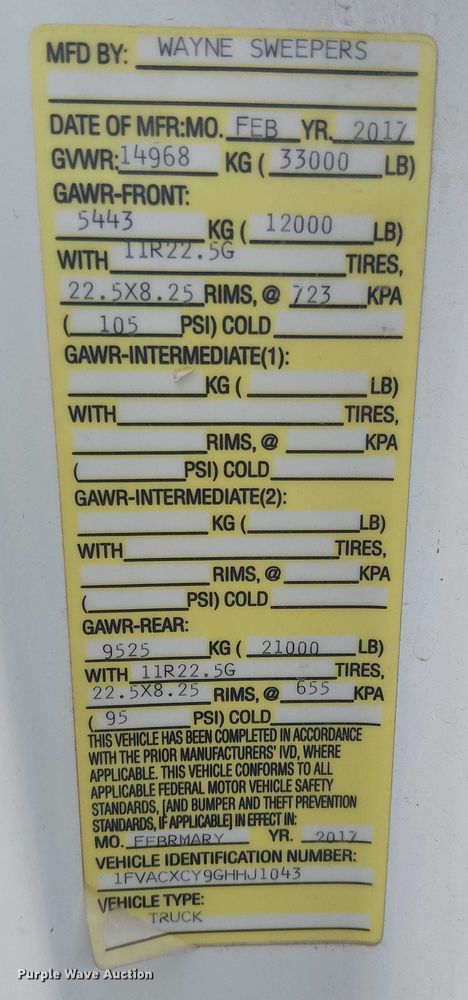 MFD BY: WAYNE SWEEPERS
DATE OF MFR:MO. FEB YR. 2017
GVWR:14968 KG ( 33000 LB)
GAWR-FRONT:
5443 KG ( 12000 LB)
WITH 11R22.5G TIRES,
22.5X8.25 RIMS, @ 723 KPA
( 105 PSI) COLD
GAWR-INTERMEDIATE(1):
KG ( LB)
WITH TIRES,
RIMS, @ KPA
( PSI) COLD
GAWR-INTERMEDIATE(2):
KG ( LB)
WITH TIRES,
RIMS, @ KPA
( PSI) COLD
GAWR-REAR:
9525 KG ( 21000 LB)
WITH 11R22.5G TIRES,
22.5X8.25 RIMS, @ 655 KPA
( 95 PSI) COLD
THIS VEHICLE HAS BEEN COMPLETED IN ACCORDANCE
WITH THE PRIOR MANUFACTURERS' IVD, WHERE
APPLICABLE. THIS VEHICLE CONFORMS TO ALL
APPLICABLE FEDERAL MOTOR VEHICLE SAFETY
STANDARDS, [AND BUMPER AND THEFT PREVENTION
STANDARDS, IF APPLICABLE] IN EFFECT IN:
MO. FEBRMARY YR. 2017
VEHICLE IDENTIFICATION NUMBER:
1FVACXCY9GHHJ1043
VEHICLE TYPE:
TRUCK
Purple Wave Auction